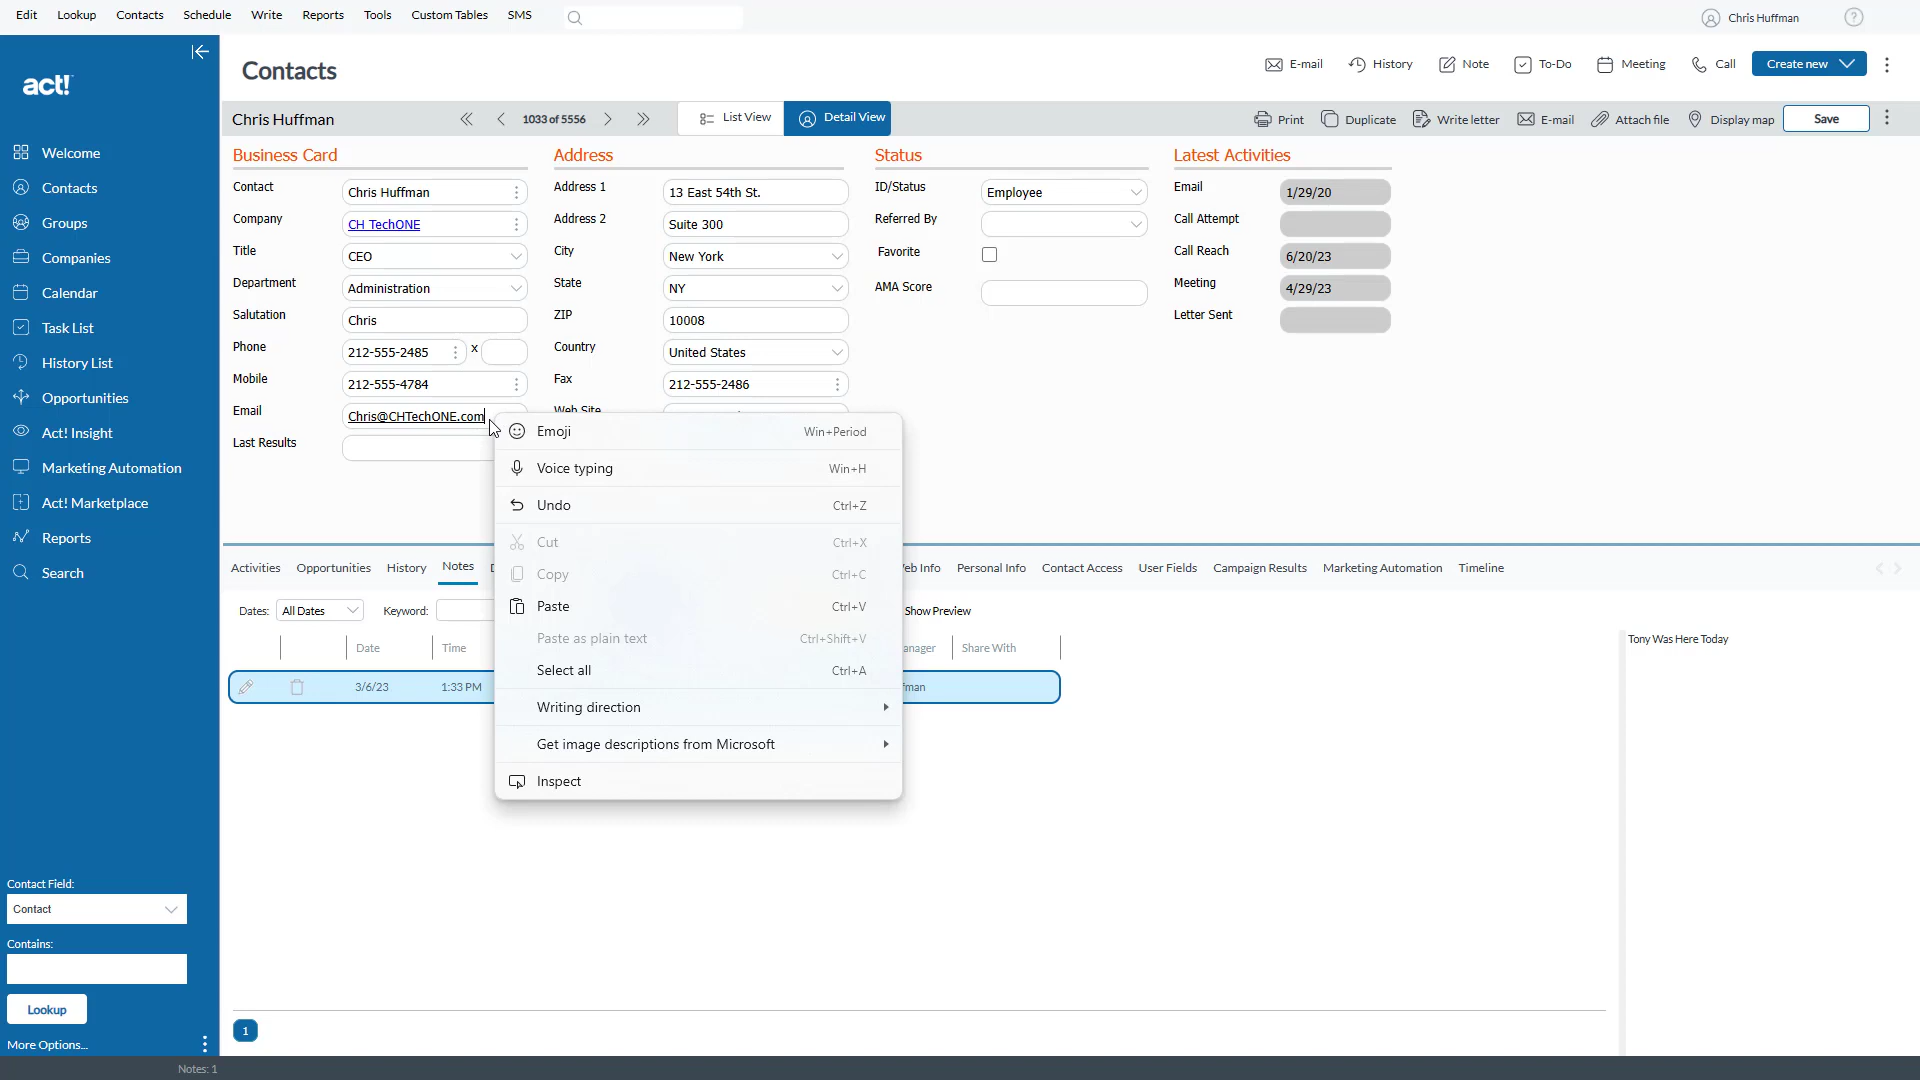 Edit Lookup Contacts Schedule Write Reports Tools Custom Tables SMS
Chris Huffman
?
act!
Contacts
E-mail History Note To-Do Meeting Call Create new
Chris Huffman
1033 of 5556
List View Detail View
Print Duplicate Write letter E-mail Attach file Display map Save
Welcome
Contacts
Groups
Companies
Calendar
Task List
History List
Opportunities
Act! Insight
Marketing Automation
Act! Marketplace
Reports
Search
Contact Field:
Contact
Contains:
Lookup
More Options...
Business Card
Contact Chris Huffman
Company CH TechONE
Title CEO
Department Administration
Salutation Chris
Phone 212-555-2485 x
Mobile 212-555-4784
Email Chris@CHTechONE.com
Last Results
Address
Address 1 13 East 54th St.
Address 2 Suite 300
City New York
State NY
ZIP 10008
Country United States
Fax 212-555-2486
Web Site
Status
ID/Status Employee
Referred By
Favorite
AMA Score
Latest Activities
Email 1/29/20
Call Attempt
Call Reach 6/20/23
Meeting 4/29/23
Letter Sent
Emoji Win+Period
Voice typing Win+H
Undo Ctrl+Z
Cut Ctrl+X
Copy Ctrl+C
Paste Ctrl+V
Paste as plain text Ctrl+Shift+V
Select all Ctrl+A
Writing direction
Get image descriptions from Microsoft
Inspect
Activities Opportunities History Notes Info Personal Info Contact Access User Fields Campaign Results Marketing Automation Timeline
Dates: All Dates Keyword: Show Preview
Date Time anager Share With
3/6/23 1:33 PM
Tony Was Here Today
1
Notes: 1